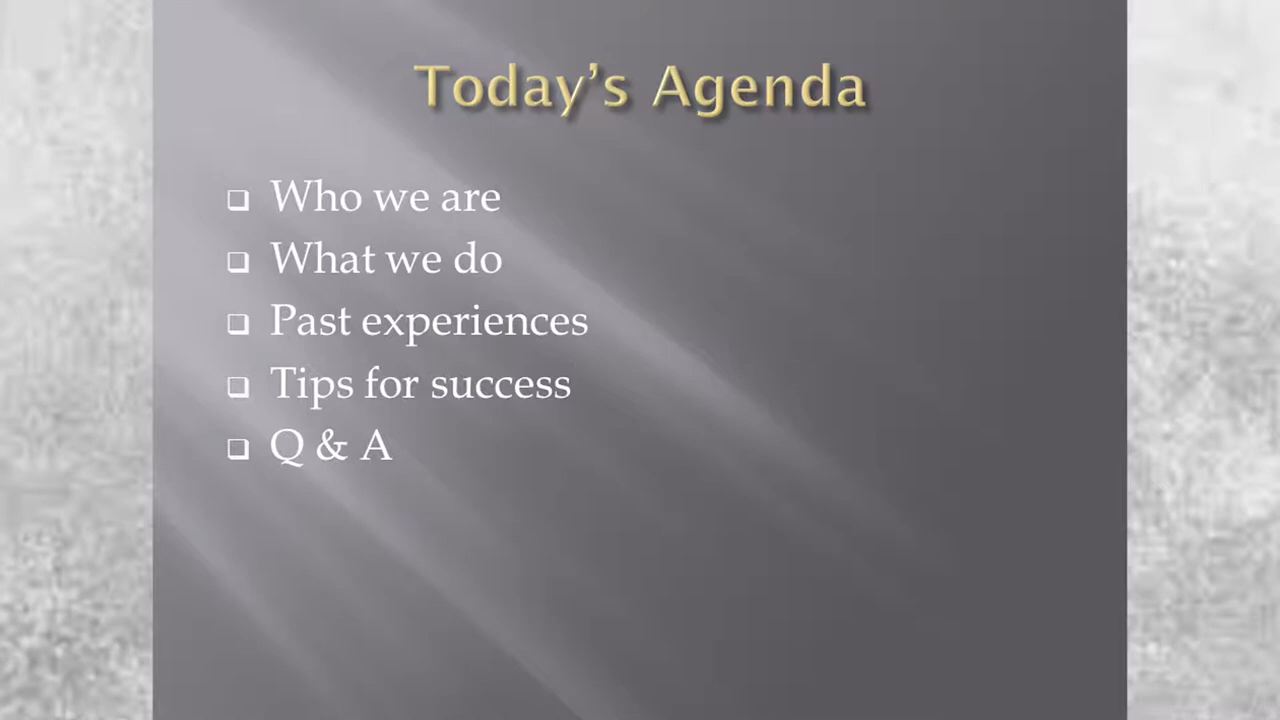 Today’s Agenda
Who we are
What we do
Past experiences
Tips for success
Q & A